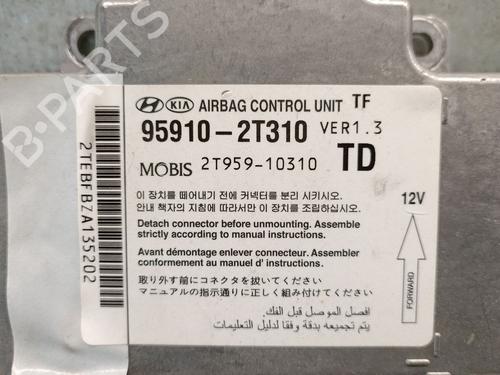 B-PARTS
HYUNDAI KIA AIRBAG CONTROL UNIT TF
95910-2T310 VER1.3
MOBIS 2T959-10310 TD
2TEBFBZA135202
이 장치를 떼어내기 전에 커넥터를 분리 시키시오.
안내 책자의 지침에 따라서만 이 장치를 조립하십시오.
12V
Detach connector before unmounting. Assemble
strictly according to manual instructions.
Avant démontage enlever connecteur. Assembler
conformement au manuel d' instructions.
FORWARD
取り外す前にコネクタを抜いてください
マニュアルの指示通りに正しく組み付けてください
افصل الموصل قبل الفك.
يتم تجميعه بدقة وفقا لدليل التعليمات